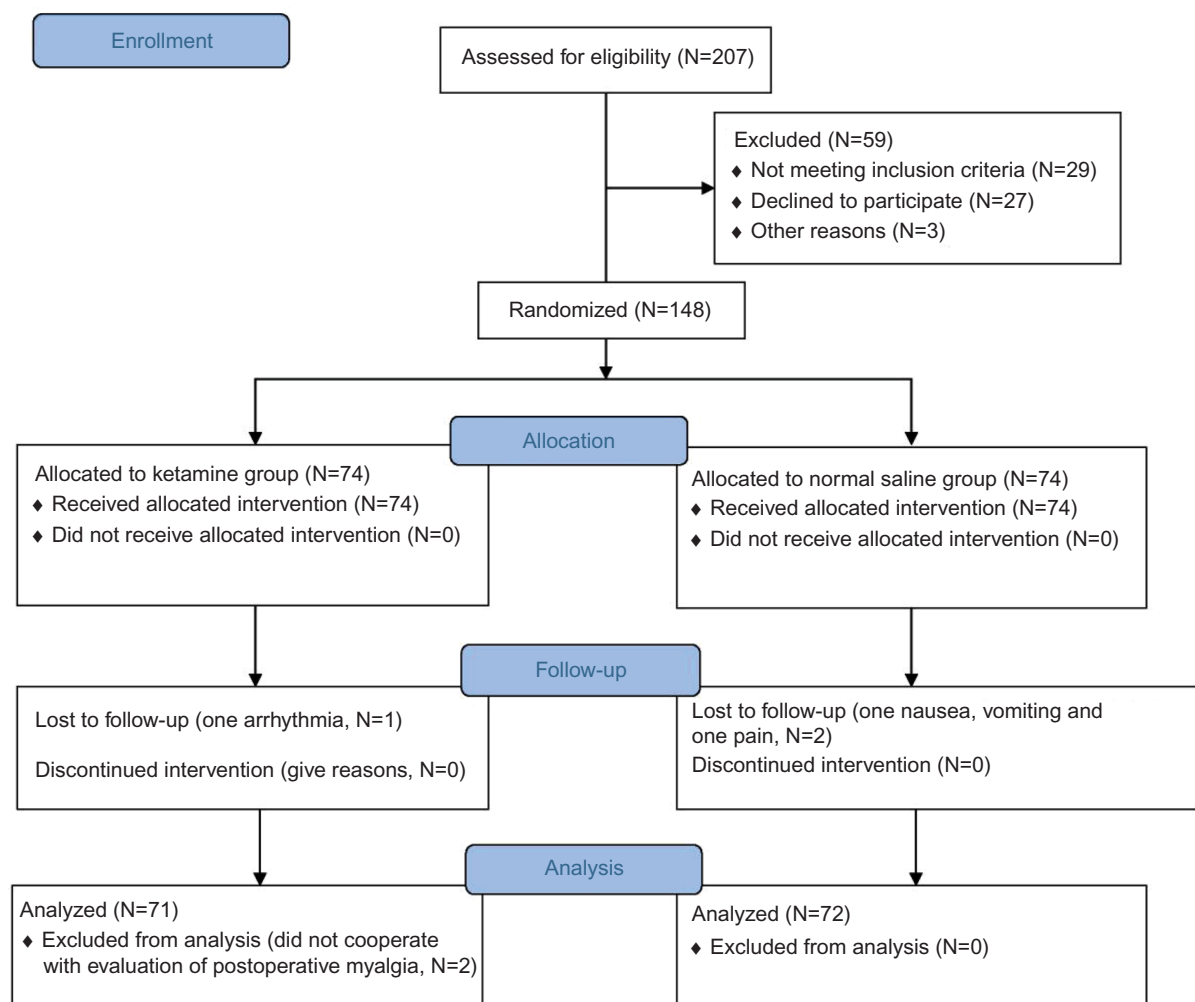 Enrollment
Assessed for eligibility (N=207)
Excluded (N=59)
♦ Not meeting inclusion criteria (N=29)
♦ Declined to participate (N=27)
♦ Other reasons (N=3)
Randomized (N=148)
Allocation
Allocated to ketamine group (N=74)
♦ Received allocated intervention (N=74)
♦ Did not receive allocated intervention (N=0)
Allocated to normal saline group (N=74)
♦ Received allocated intervention (N=74)
♦ Did not receive allocated intervention (N=0)
Follow-up
Lost to follow-up (one arrhythmia, N=1)
Discontinued intervention (give reasons, N=0)
Lost to follow-up (one nausea, vomiting and
one pain, N=2)
Discontinued intervention (N=0)
Analysis
Analyzed (N=71)
♦ Excluded from analysis (did not cooperate
with evaluation of postoperative myalgia, N=2)
Analyzed (N=72)
♦ Excluded from analysis (N=0)